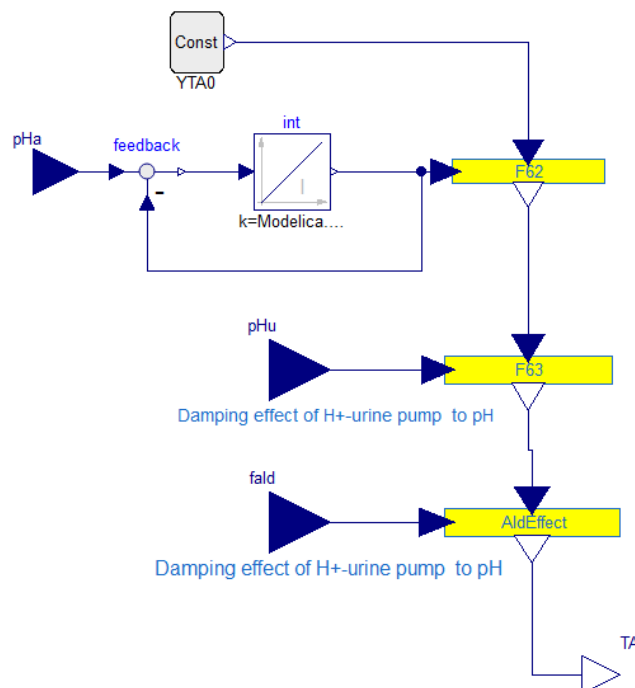 Const
YTA0
pHa
feedback
int
-
I
k=Modelica....
F62
pHu
F63
Damping effect of H+-urine pump to pH
fald
AldEffect
Damping effect of H+-urine pump to pH
TA